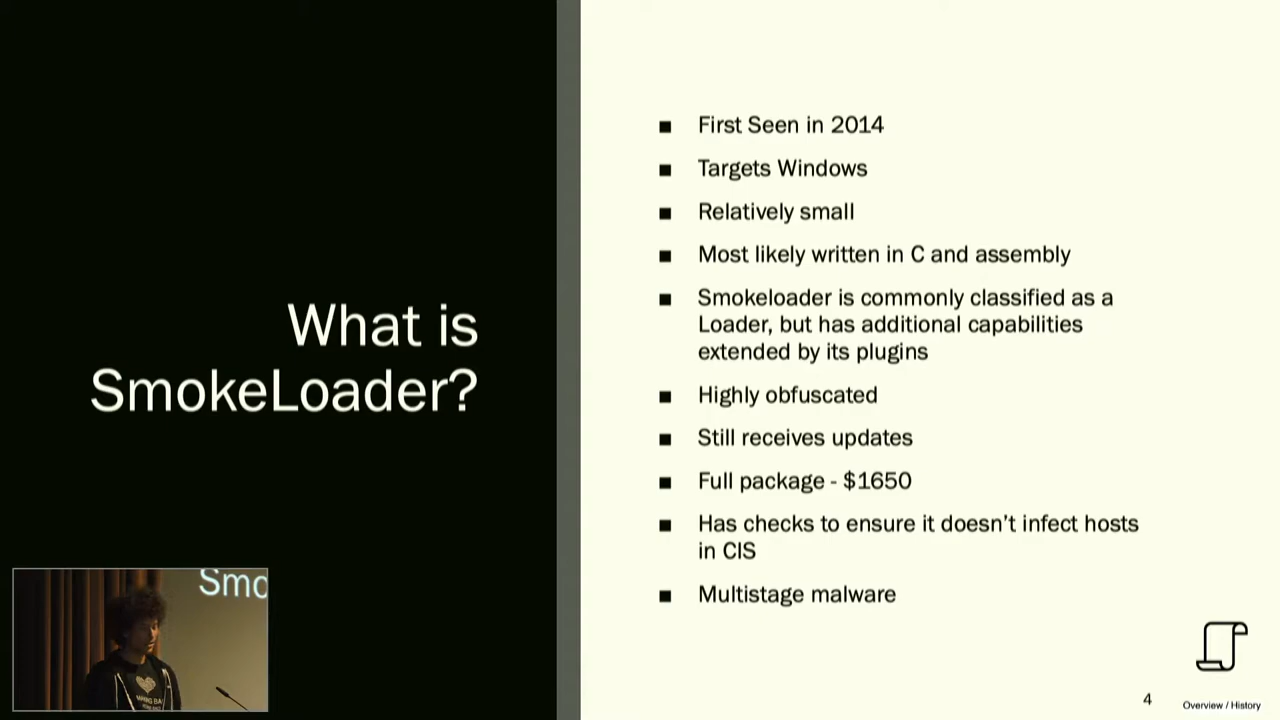 What is
SmokeLoader?
First Seen in 2014
Targets Windows
Relatively small
Most likely written in C and assembly
Smokeloader is commonly classified as a
Loader, but has additional capabilities
extended by its plugins
Highly obfuscated
Still receives updates
Full package - $1650
Has checks to ensure it doesn't infect hosts
in CIS
Multistage malware
Smo
4
Overview / History